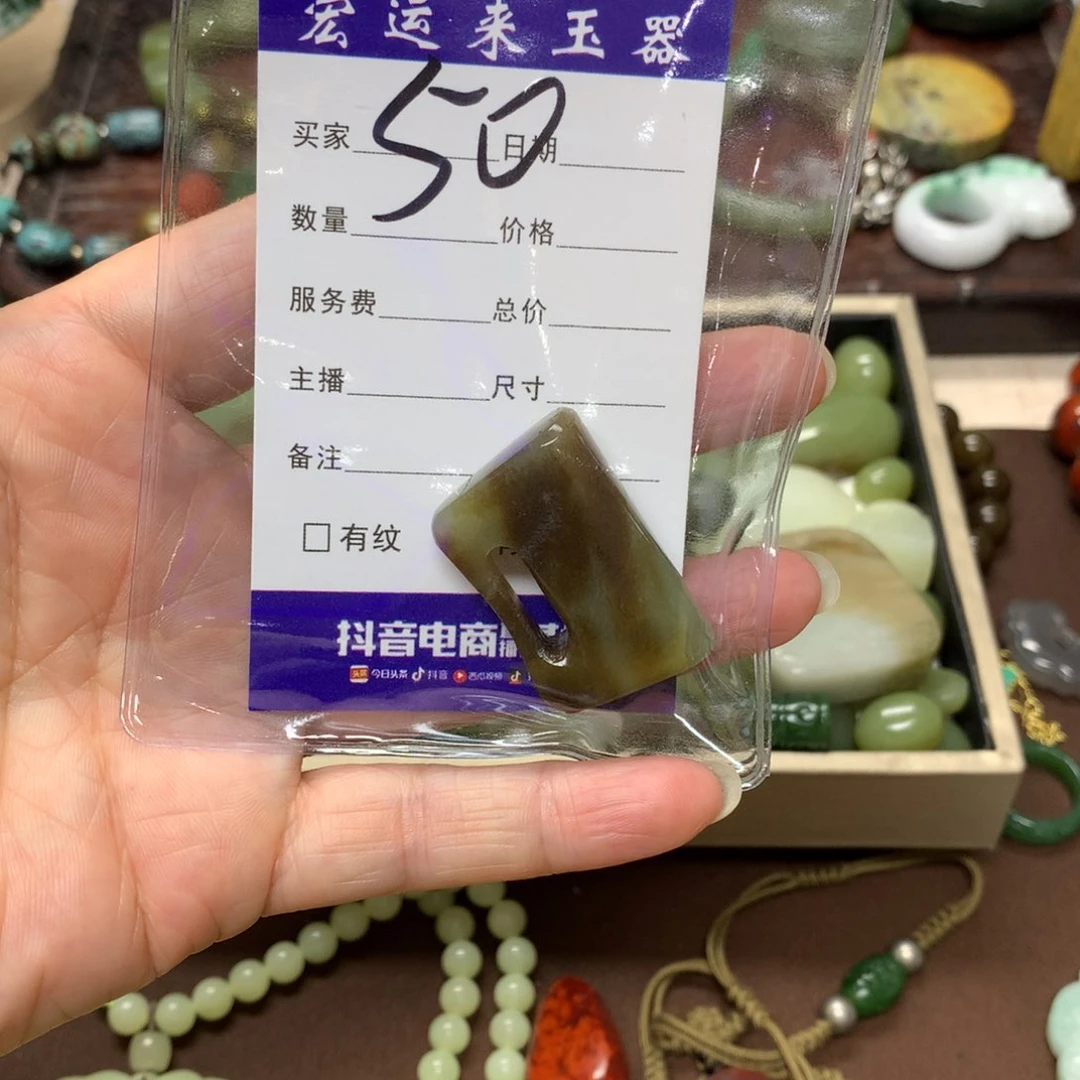 宏运来玉器
50
买家 日期
数量 价格
服务费 总价
主播 尺寸
备注
□有纹
抖音电商
今日头条 抖音 西瓜视频